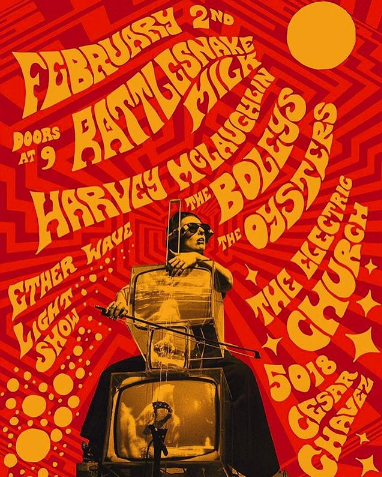 FEBRUARY 2ND
DOORS
AT 9
RATTLESNAKE
MILK
HARVEY MCLAUGHLIN
THE BOLEYS
THE OYSTERS
ETHER WAVE
LIGHT
SHOW
THE ELECTRIC
CHURCH
5018
CESAR
CHAVEZ